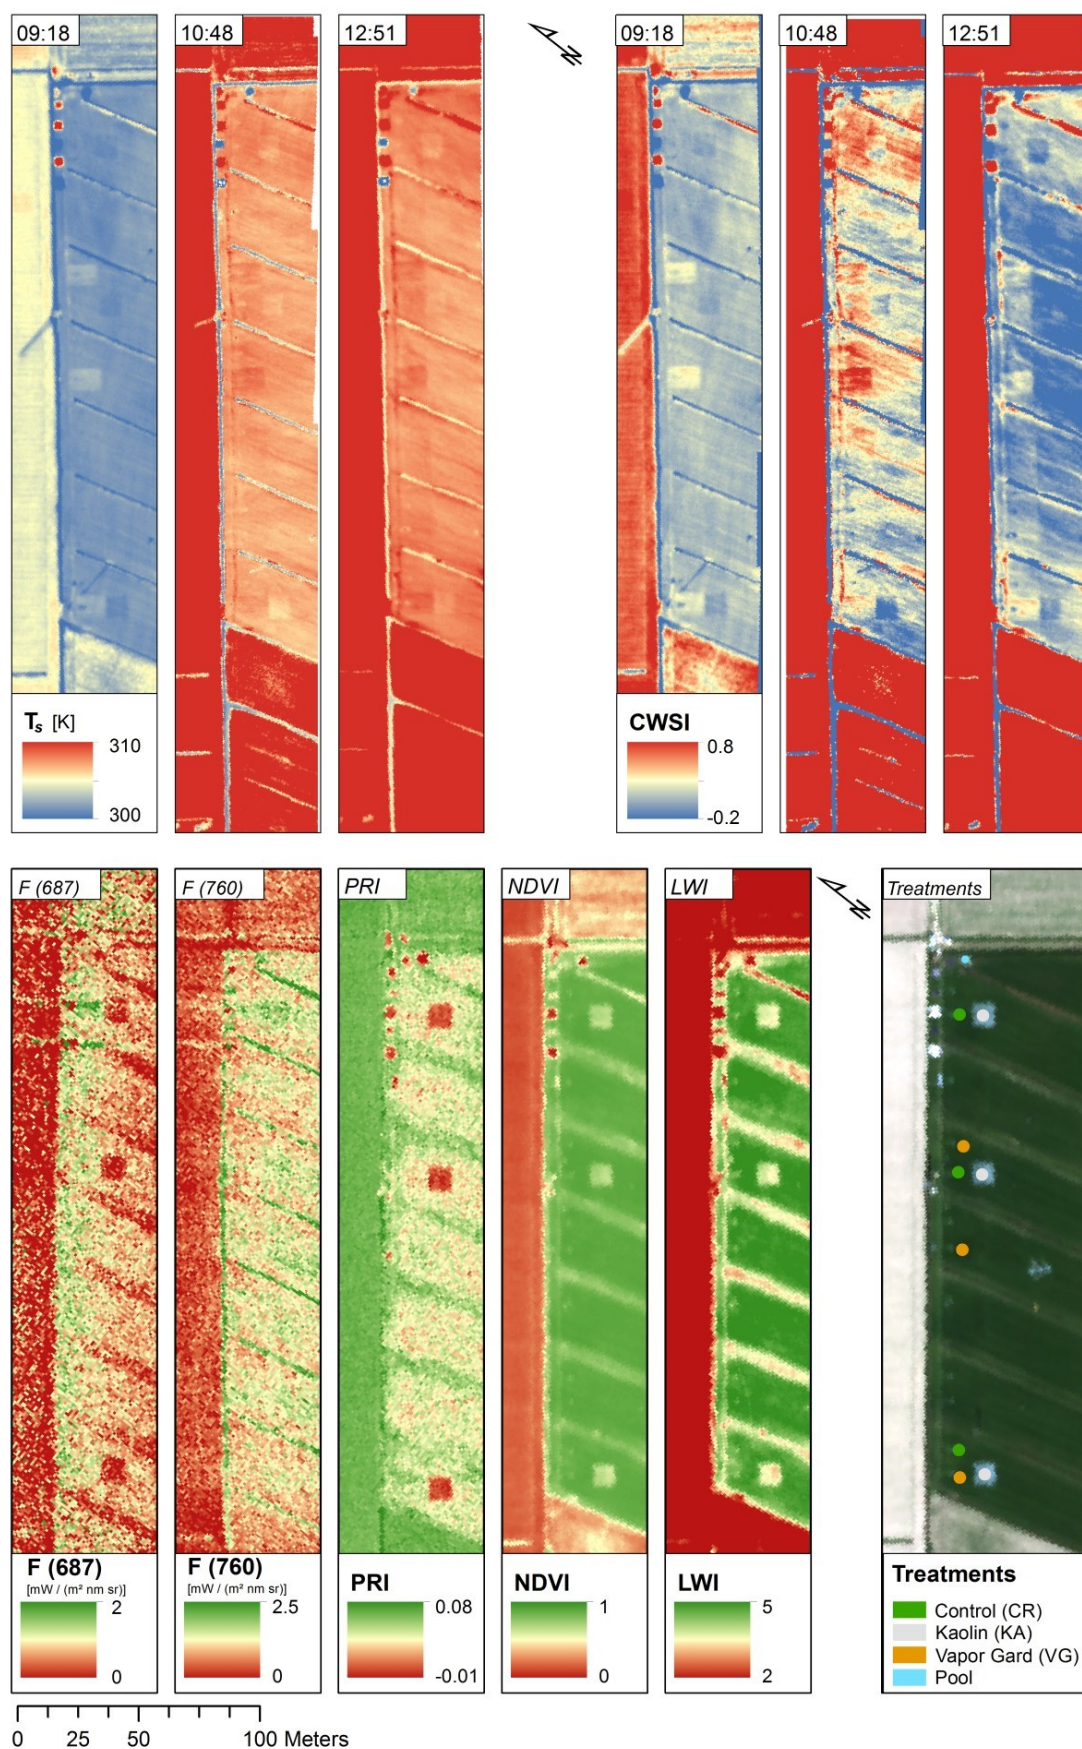 09:18
10:48
12:51
N
09:18
10:48
12:51
Ts [K]
310
300
CWSI
0.8
-0.2
F (687)
F (760)
PRI
NDVI
LWI
N
Treatments
F (687)
[mW / (m² nm sr)]
2
0
F (760)
[mW / (m² nm sr)]
2.5
0
PRI
0.08
-0.01
NDVI
1
0
LWI
5
2
Treatments
Control (CR)
Kaolin (KA)
Vapor Gard (VG)
Pool
0 25 50 100 Meters